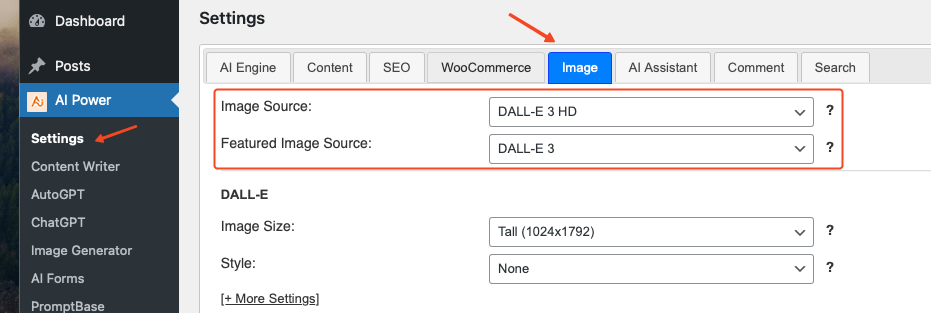 Dashboard
Posts
AI Power
Settings
Content Writer
AutoGPT
ChatGPT
Image Generator
AI Forms
PromptBase
Settings
AI Engine Content SEO WooCommerce Image AI Assistant Comment Search
Image Source: DALL-E 3 HD ?
Featured Image Source: DALL-E 3 ?
DALL-E
Image Size: Tall (1024x1792) ?
Style: None ?
[+ More Settings]